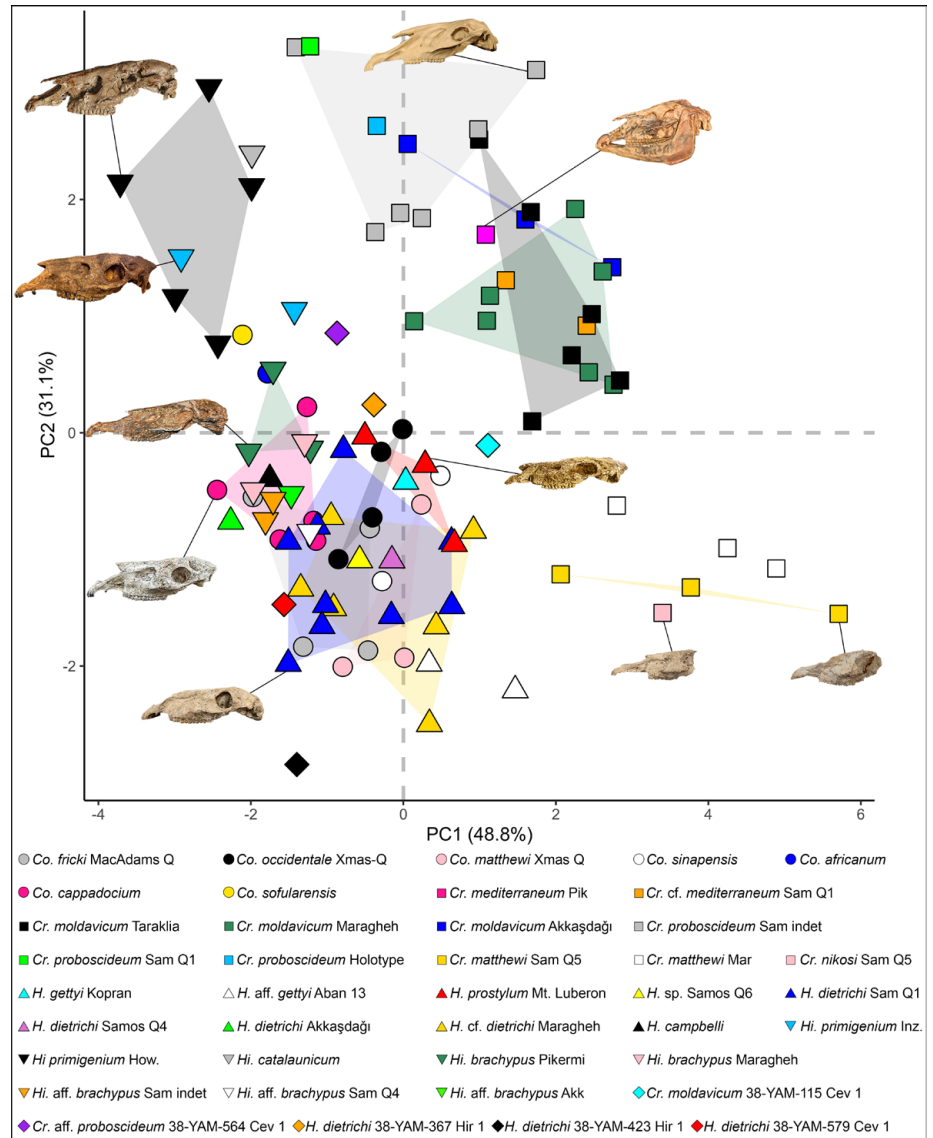 2
0
-2
PC2 (31.1%)
-4 -2 0 2 4 6
PC1 (48.8%)
Co. fricki MacAdams Q Co. occidentale Xmas-Q Co. matthewi Xmas Q Co. sinapensis Co. africanum
Co. cappadocium Co. sofularensis Cr. mediterraneum Pik Cr. cf. mediterraneum Sam Q1
Cr. moldavicum Taraklia Cr. moldavicum Maragheh Cr. moldavicum Akkaşdağı Cr. proboscideum Sam indet
Cr. proboscideum Sam Q1 Cr. proboscideum Holotype Cr. matthewi Sam Q5 Cr. matthewi Mar Cr. nikosi Sam Q5
H. gettyi Kopran H. aff. gettyi Aban 13 H. prostylum Mt. Luberon H. sp. Samos Q6 H. dietrichi Sam Q1
H. dietrichi Samos Q4 H. dietrichi Akkaşdağı H. cf. dietrichi Maragheh H. campbelli Hi. primigenium Inz.
Hi primigenium How. Hi. catalaunicum Hi. brachypus Pikermi Hi. brachypus Maragheh
Hi. aff. brachypus Sam indet Hi. aff. brachypus Sam Q4 Hi. aff. brachypus Akk Cr. moldavicum 38-YAM-115 Cev 1
Cr. aff. proboscideum 38-YAM-564 Cev 1 H. dietrichi 38-YAM-367 Hir 1 H. dietrichi 38-YAM-423 Hir 1 H. dietrichi 38-YAM-579 Cev 1